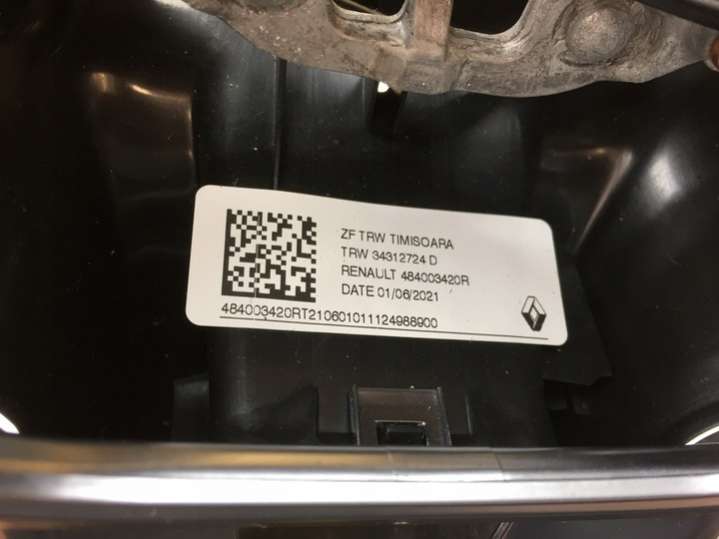 ZF TRW TIMISOARA
TRW 34312724 D
RENAULT 484003420R
DATE 01/06/2021
484003420RT210601011124988900